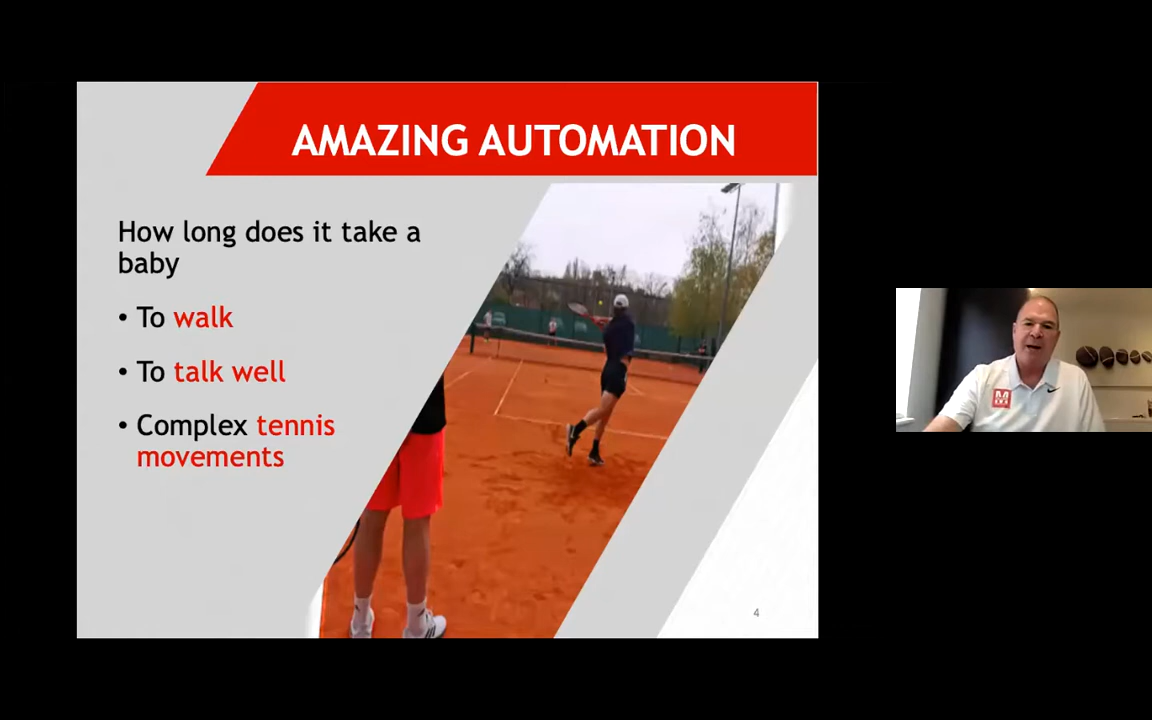 AMAZING AUTOMATION
How long does it take a
baby
• To walk
• To talk well
• Complex tennis
movements
4
M